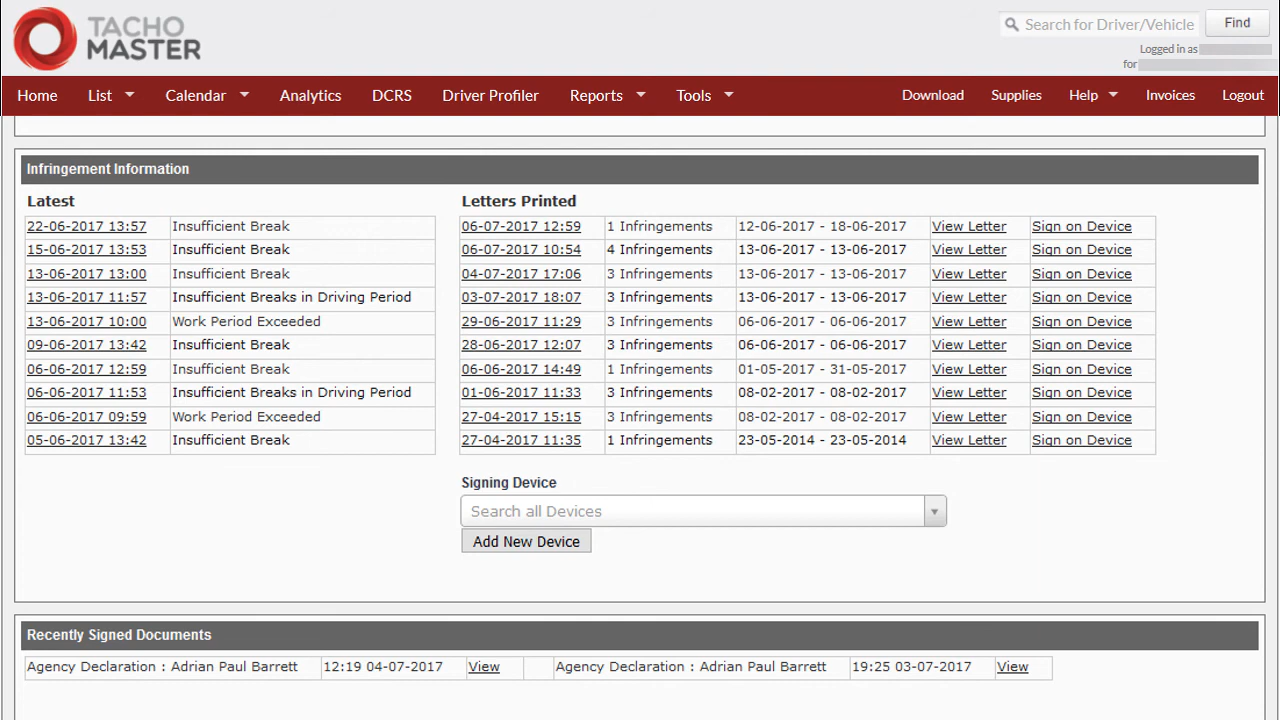 TACHO
MASTER
Search for Driver/Vehicle Find
Logged in as
for
Home List Calendar Analytics DCRS Driver Profiler Reports Tools Download Supplies Help Invoices Logout
Infringement Information
Latest
22-06-2017 13:57 Insufficient Break
15-06-2017 13:53 Insufficient Break
13-06-2017 13:00 Insufficient Break
13-06-2017 11:57 Insufficient Breaks in Driving Period
13-06-2017 10:00 Work Period Exceeded
09-06-2017 13:42 Insufficient Break
06-06-2017 12:59 Insufficient Break
06-06-2017 11:53 Insufficient Breaks in Driving Period
06-06-2017 09:59 Work Period Exceeded
05-06-2017 13:42 Insufficient Break
Letters Printed
06-07-2017 12:59 1 Infringements 12-06-2017 - 18-06-2017 View Letter Sign on Device
06-07-2017 10:54 4 Infringements 13-06-2017 - 13-06-2017 View Letter Sign on Device
04-07-2017 17:06 3 Infringements 13-06-2017 - 13-06-2017 View Letter Sign on Device
03-07-2017 18:07 3 Infringements 13-06-2017 - 13-06-2017 View Letter Sign on Device
29-06-2017 11:29 3 Infringements 06-06-2017 - 06-06-2017 View Letter Sign on Device
28-06-2017 12:07 3 Infringements 06-06-2017 - 06-06-2017 View Letter Sign on Device
06-06-2017 14:49 1 Infringements 01-05-2017 - 31-05-2017 View Letter Sign on Device
01-06-2017 11:33 3 Infringements 08-02-2017 - 08-02-2017 View Letter Sign on Device
27-04-2017 15:15 3 Infringements 08-02-2017 - 08-02-2017 View Letter Sign on Device
27-04-2017 11:35 1 Infringements 23-05-2014 - 23-05-2014 View Letter Sign on Device
Signing Device
Search all Devices
Add New Device
Recently Signed Documents
Agency Declaration : Adrian Paul Barrett 12:19 04-07-2017 View Agency Declaration : Adrian Paul Barrett 19:25 03-07-2017 View